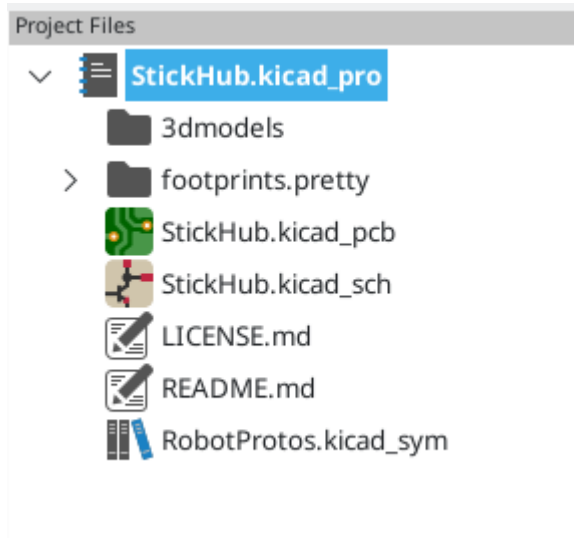 Project Files
StickHub.kicad_pro
3dmodels
footprints.pretty
StickHub.kicad_pcb
StickHub.kicad_sch
LICENSE.md
README.md
RobotProtos.kicad_sym